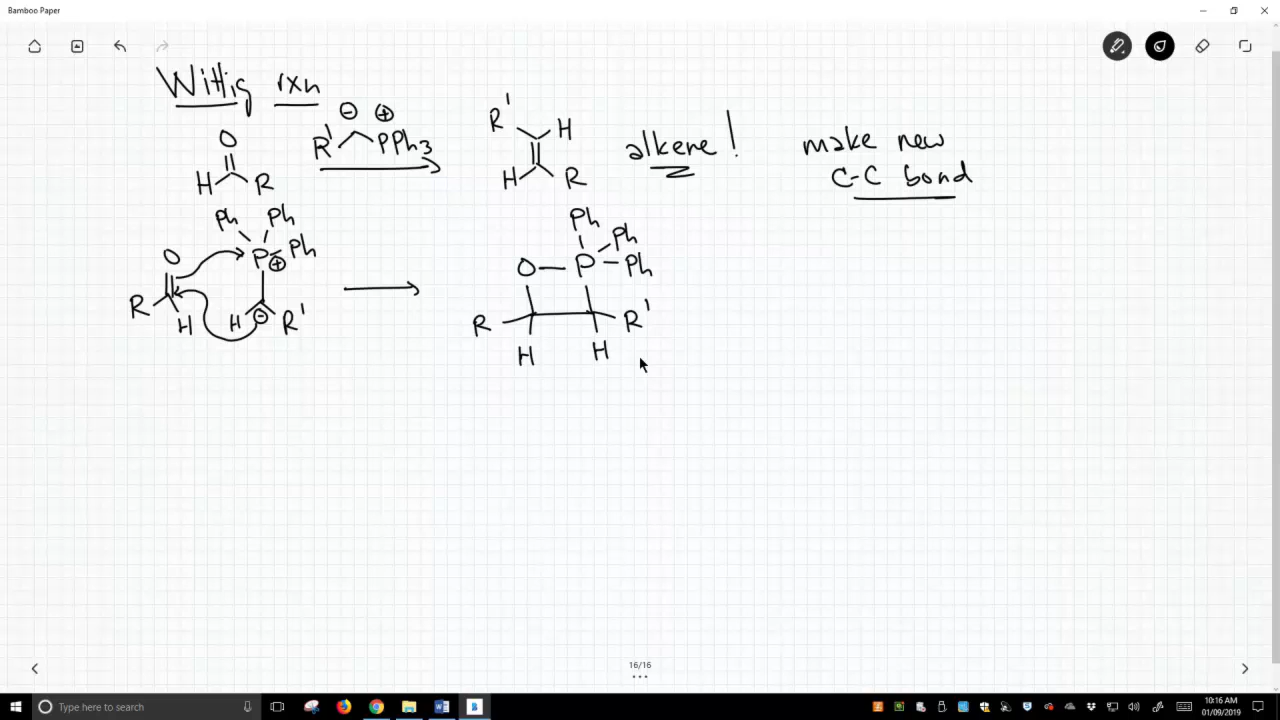 Bamboo Paper
Wittig rxn
O
H R
R' ⊖ ⊕ PPh3
R' H
H R
alkene!
make new
C-C bond
Ph Ph
O P Ph
⊕
R H H ⊖ R'
Ph
Ph
O P Ph
R R'
H H
16/16
Type here to search
10:16 AM
01/09/2019